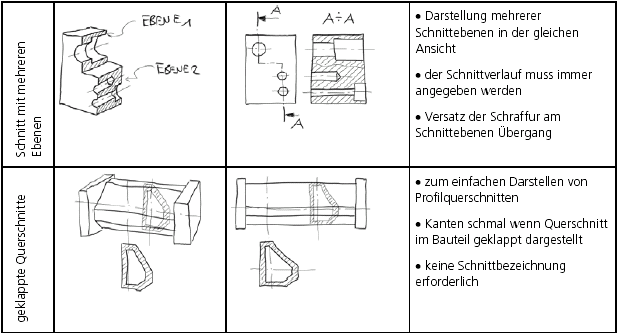 Schnitt mit mehreren
Ebenen
EBENE 1
EBENE 2
A
A÷A
A
• Darstellung mehrerer
Schnittebenen in der gleichen
Ansicht
• der Schnittverlauf muss immer
angegeben werden
• Versatz der Schraffur am
Schnittebenen Übergang
geklappte Querschnitte
• zum einfachen Darstellen von
Profilquerschnitten
• Kanten schmal wenn Querschnitt
im Bauteil geklappt dargestellt
• keine Schnittbezeichnung
erforderlich